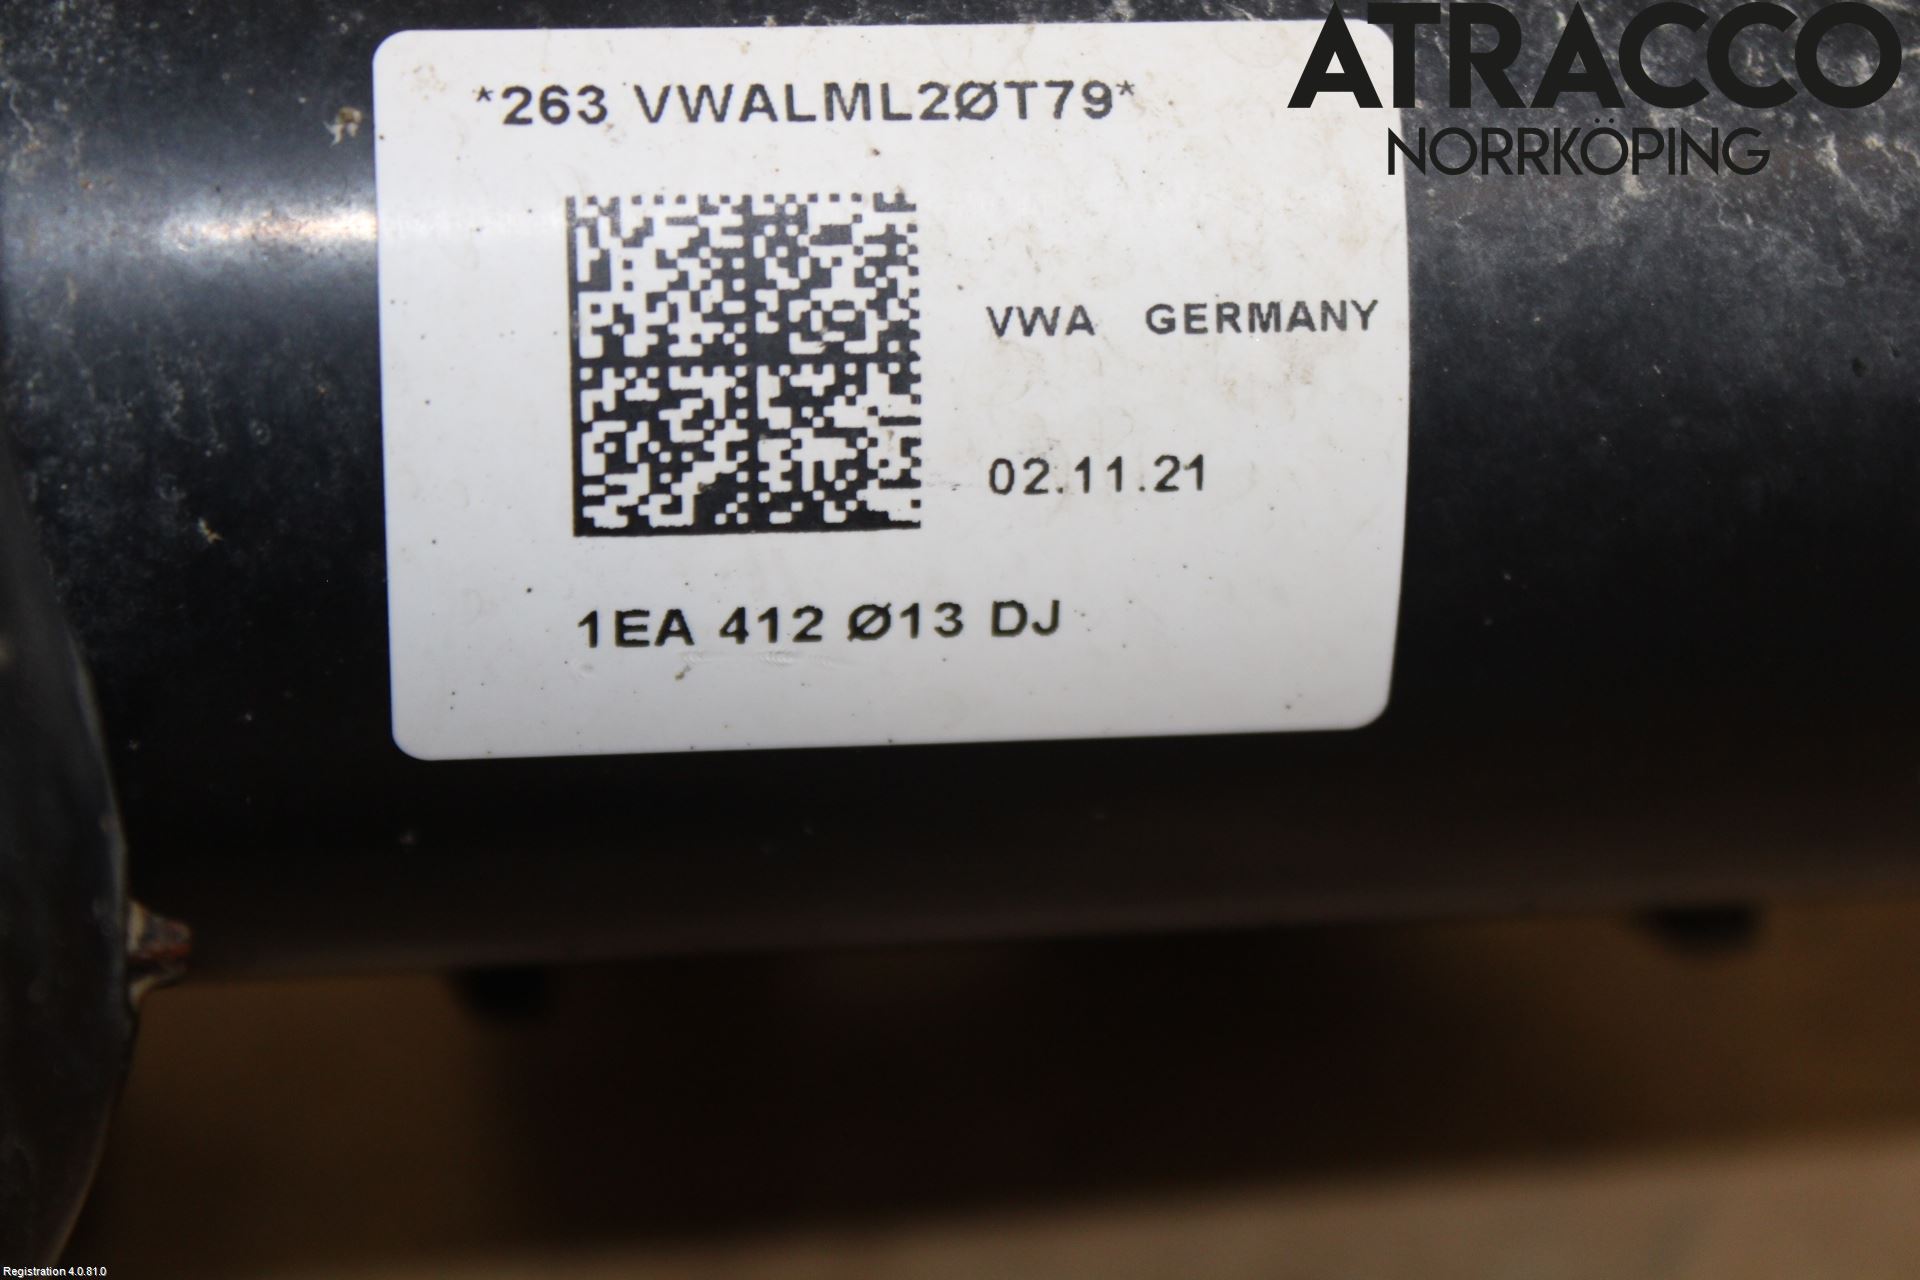 ATRACCO
NORRKÖPING
*263 VWALML2ØT79*
VWA GERMANY
02.11.21
1EA 412 Ø13 DJ
Registration 4.0.81.0